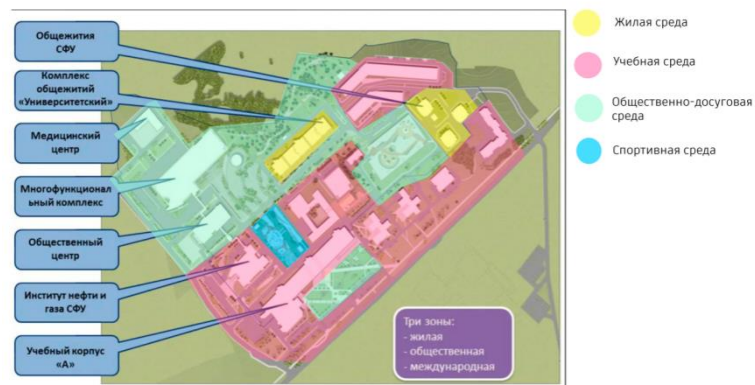 Общежития
СФУ
Комплекс
общежитий
«Университетский»
Медицинский
центр
Многофункционал
ьный комплекс
Общественный
центр
Институт нефти и
газа СФУ
Учебный корпус
«А»
Три зоны:
- жилая
- общественная
- международная
Жилая среда
Учебная среда
Общественно-досуговая
среда
Спортивная среда